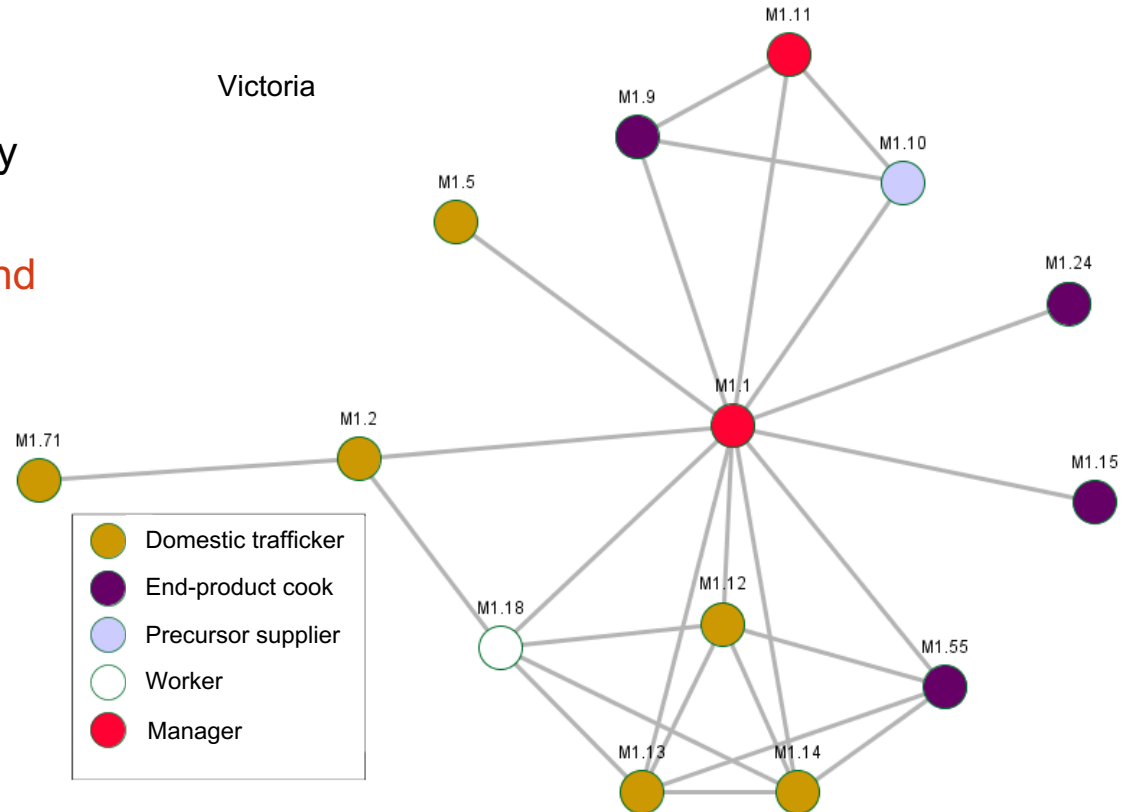 M1.11
Victoria
M1.9
y
M1.10
M1.5
nd
M1.24
M1.1
M1.2
M1.71
M1.15
Domestic trafficker
End-product cook
Precursor supplier
Worker
Manager
M1.12
M1.18
M1.55
M1.13
M1.14